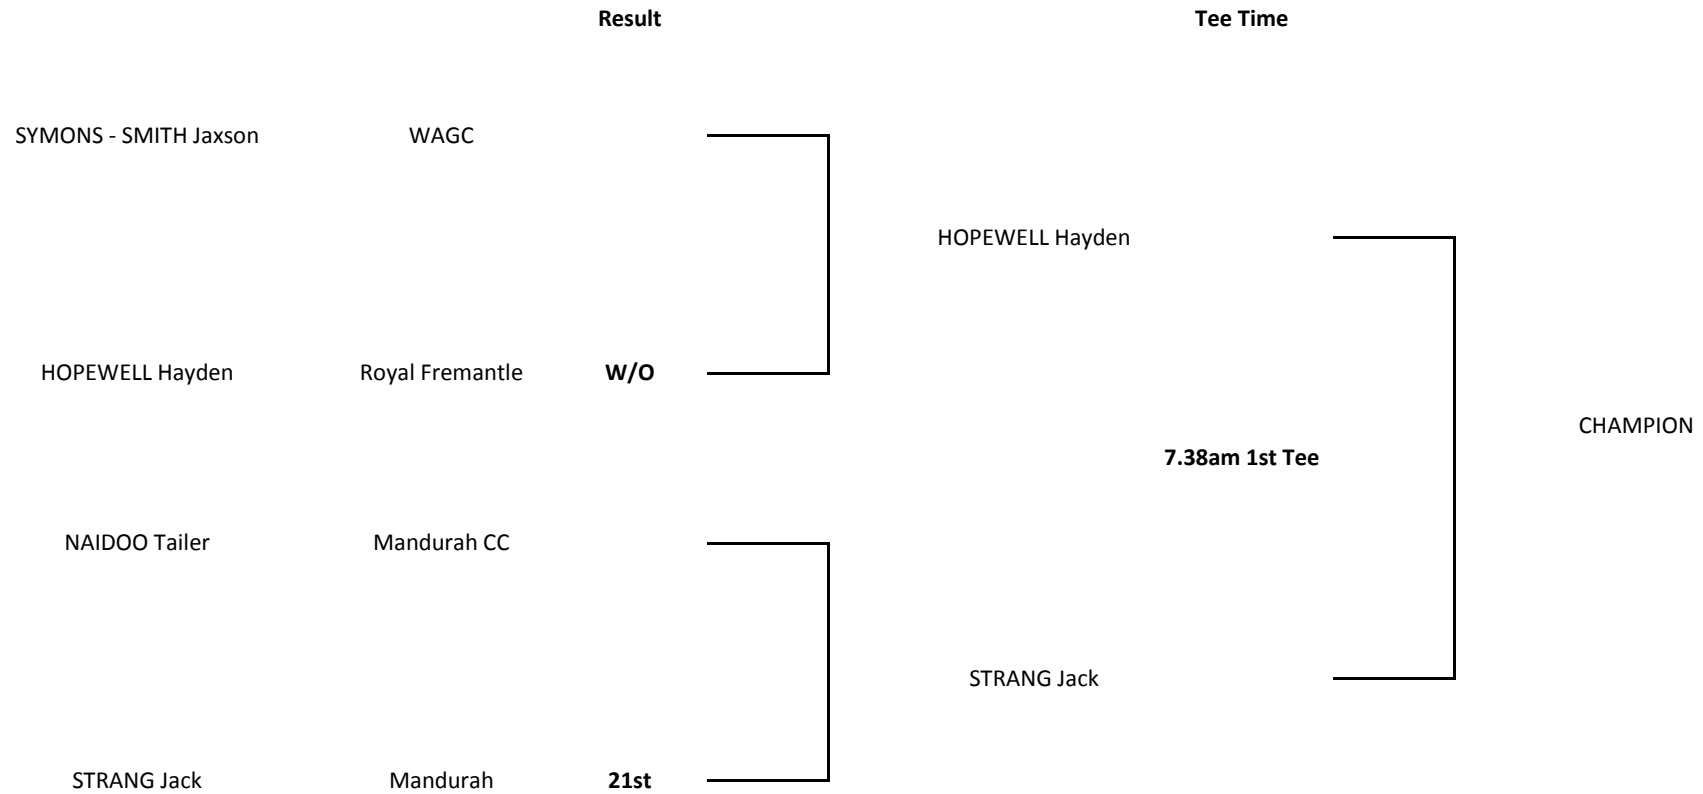 Result Tee Time
SYMONS - SMITH Jaxson WAGC
HOPEWELL Hayden
HOPEWELL Hayden Royal Fremantle W/O
CHAMPION
7.38am 1st Tee
NAIDOO Tailer Mandurah CC
STRANG Jack
STRANG Jack Mandurah 21st